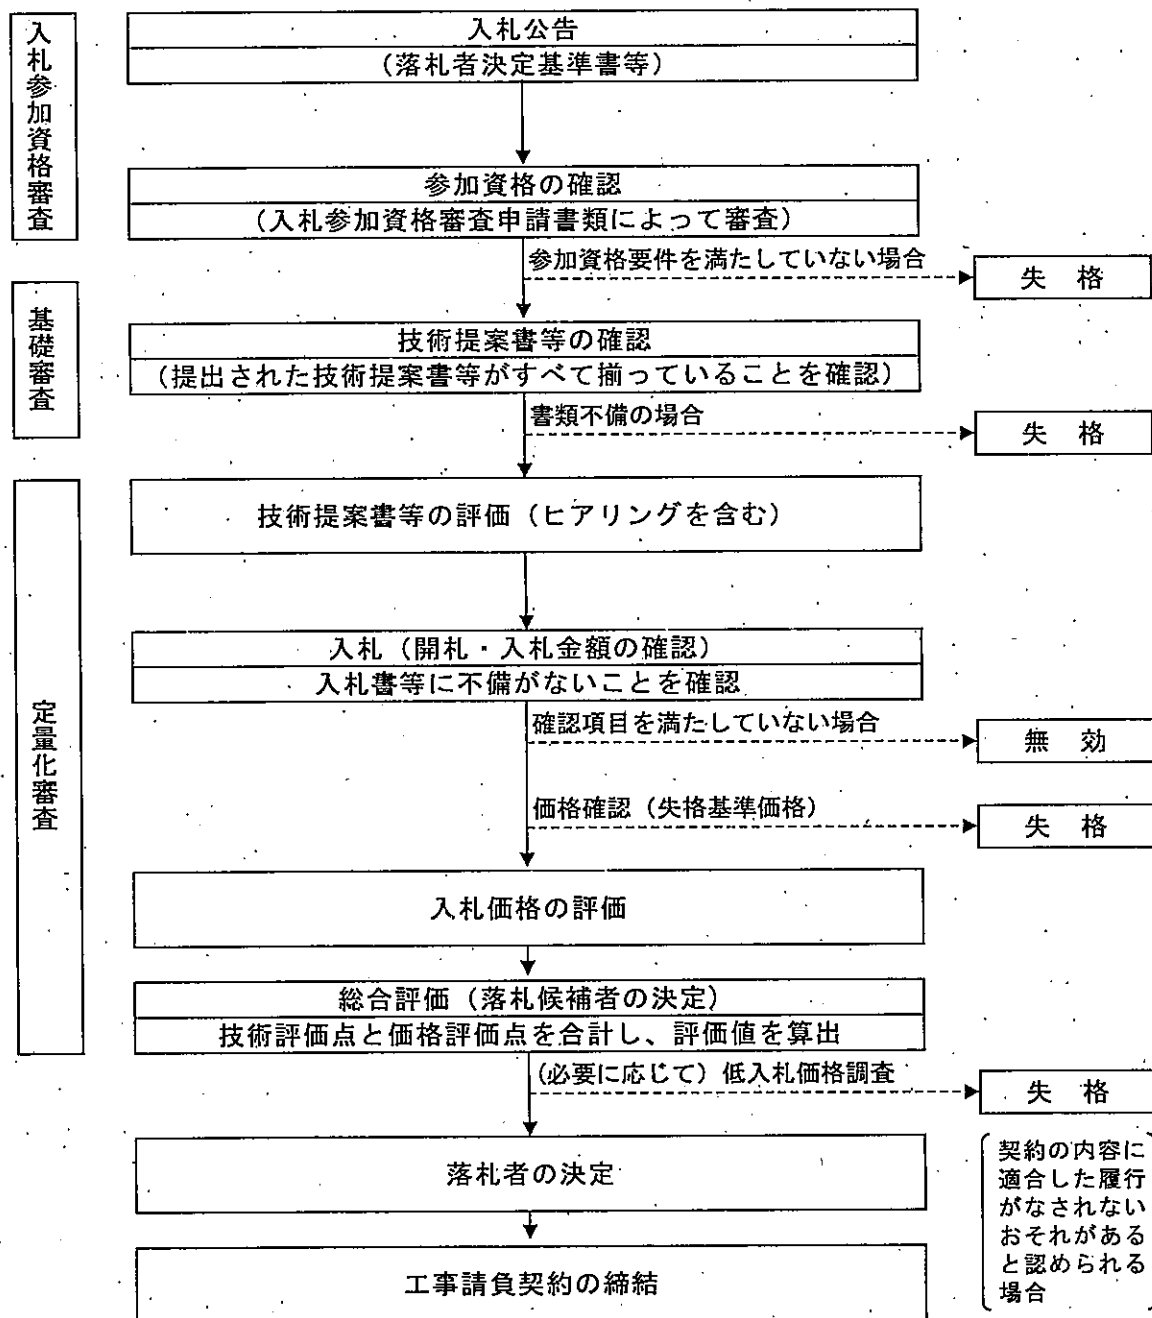 入札参加資格審査
入札公告
(落札者決定基準書等)
参加資格の確認
(入札参加資格審査申請書類によって審査)
参加資格要件を満たしていない場合
失 格
基礎審査
技術提案書等の確認
(提出された技術提案書等がすべて揃っていることを確認)
書類不備の場合
失 格
定量化審査
技術提案書等の評価(ヒアリングを含む)
入札(開札・入札金額の確認)
入札書等に不備がないことを確認
確認項目を満たしていない場合
無 効
価格確認(失格基準価格)
失 格
入札価格の評価
総合評価(落札候補者の決定)
技術評価点と価格評価点を合計し、評価値を算出
(必要に応じて)低入札価格調査
失 格
契約の内容に
適合した履行
がなされない
おそれがある
と認められる
場合
落札者の決定
工事請負契約の締結